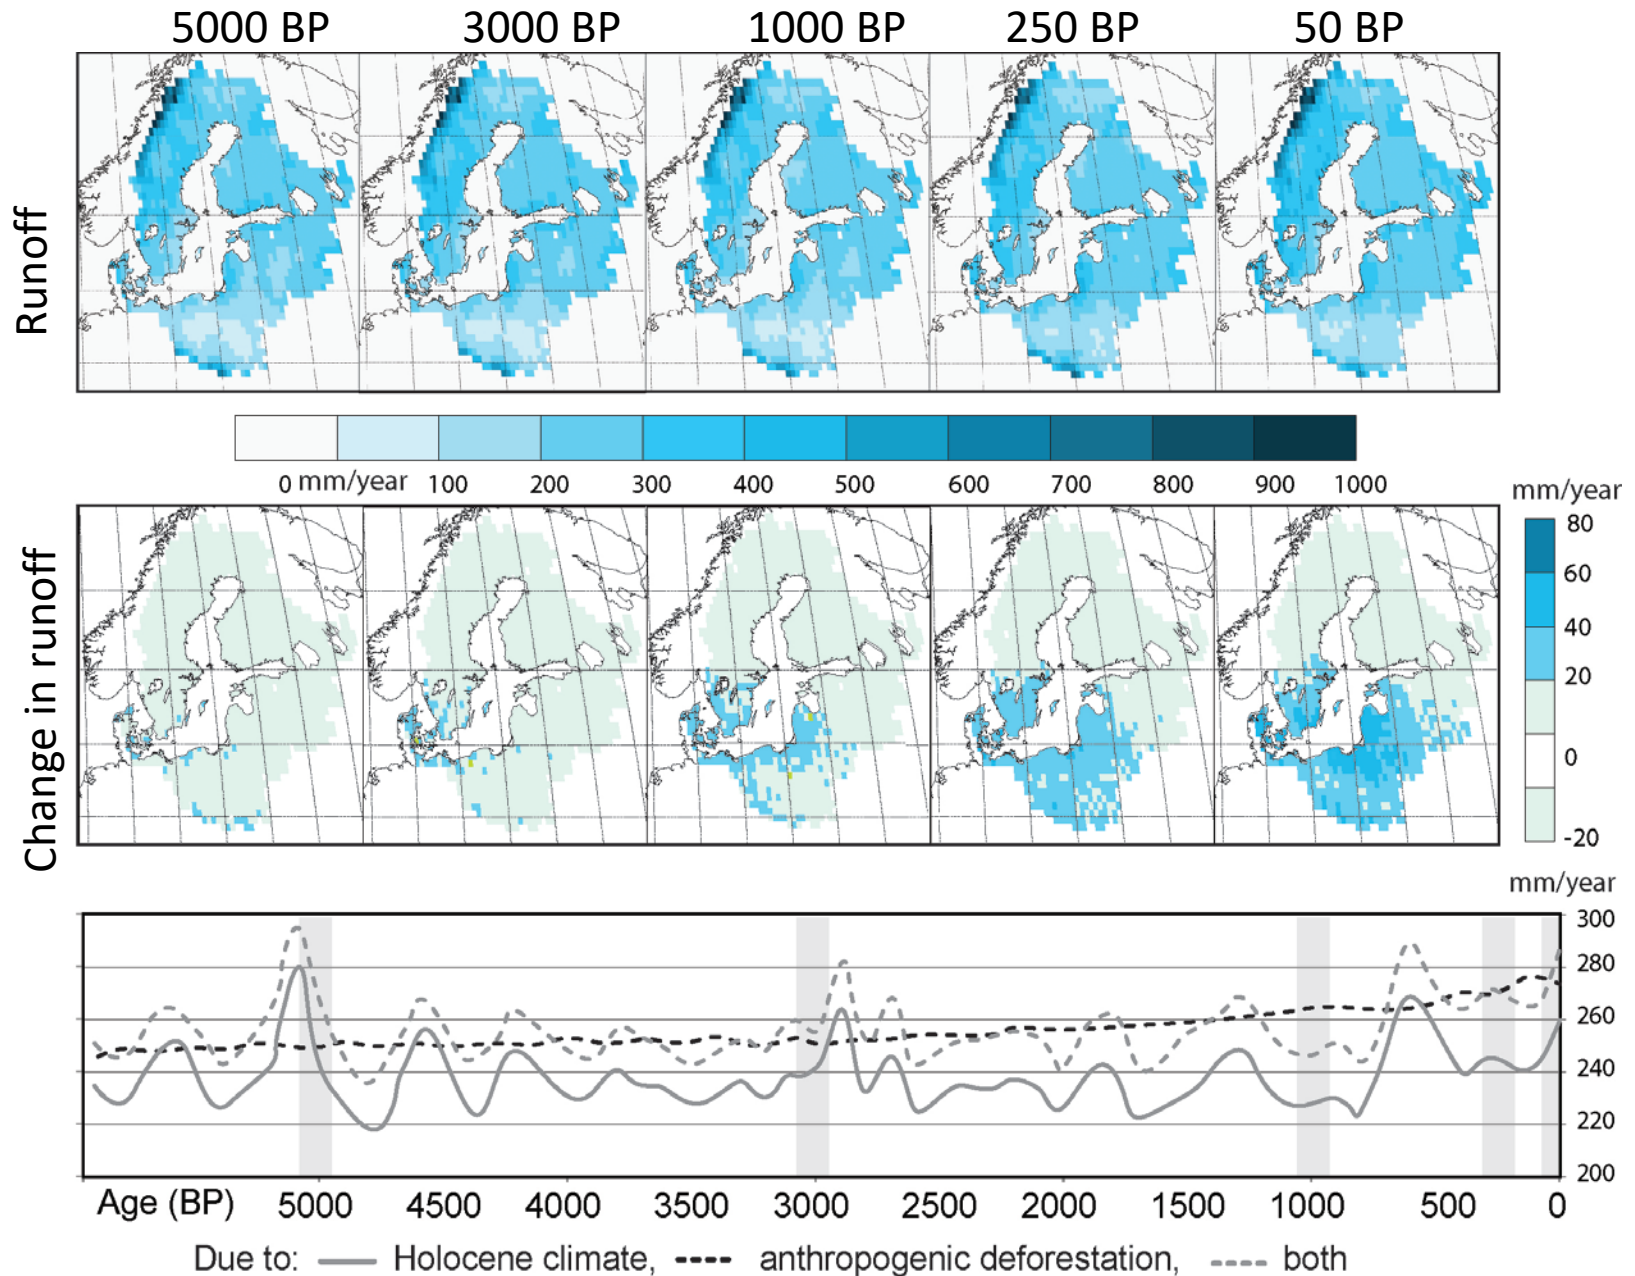 5000 BP 3000 BP 1000 BP 250 BP 50 BP
Runoff
0 mm/year 100 200 300 400 500 600 700 800 900 1000
Change in runoff
mm/year
80
60
40
20
0
-20
mm/year
300
280
260
240
220
200
Age (BP) 5000 4500 4000 3500 3000 2500 2000 1500 1000 500 0
Due to: Holocene climate, anthropogenic deforestation, both